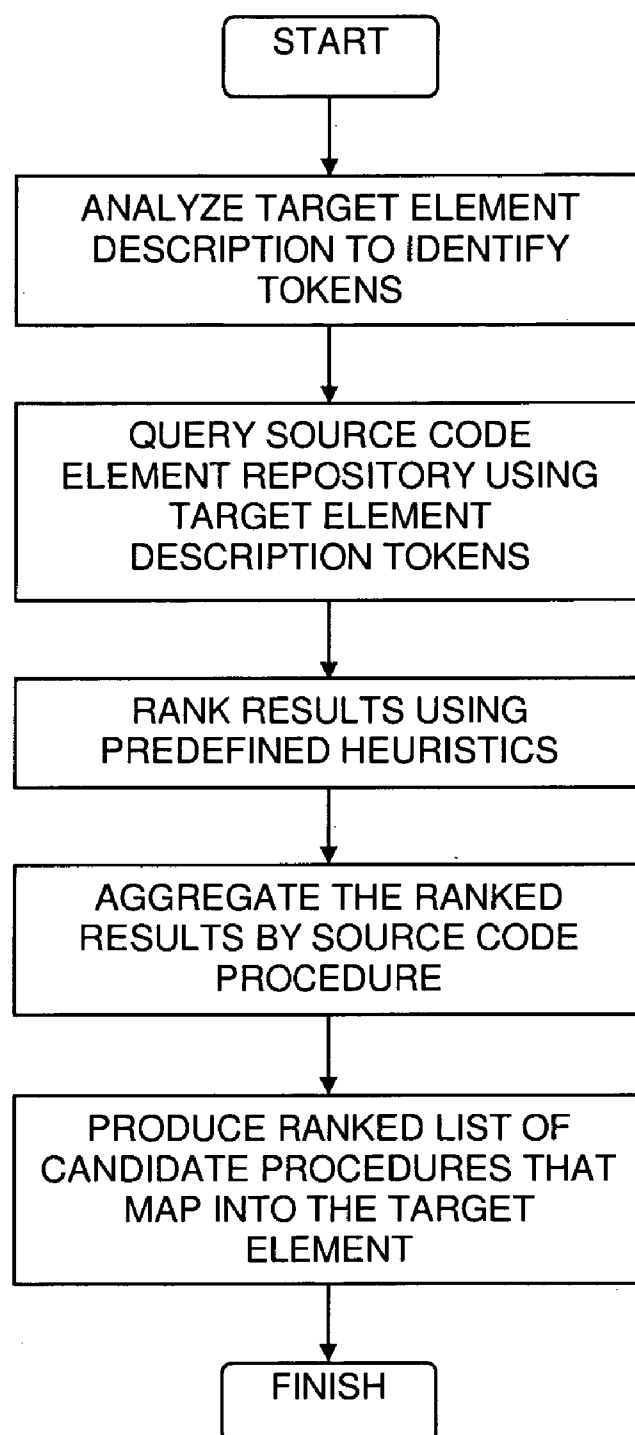 START
ANALYZE TARGET ELEMENT
DESCRIPTION TO IDENTIFY
TOKENS
QUERY SOURCE CODE
ELEMENT REPOSITORY USING
TARGET ELEMENT
DESCRIPTION TOKENS
RANK RESULTS USING
PREDEFINED HEURISTICS
AGGREGATE THE RANKED
RESULTS BY SOURCE CODE
PROCEDURE
PRODUCE RANKED LIST OF
CANDIDATE PROCEDURES THAT
MAP INTO THE TARGET
ELEMENT
FINISH